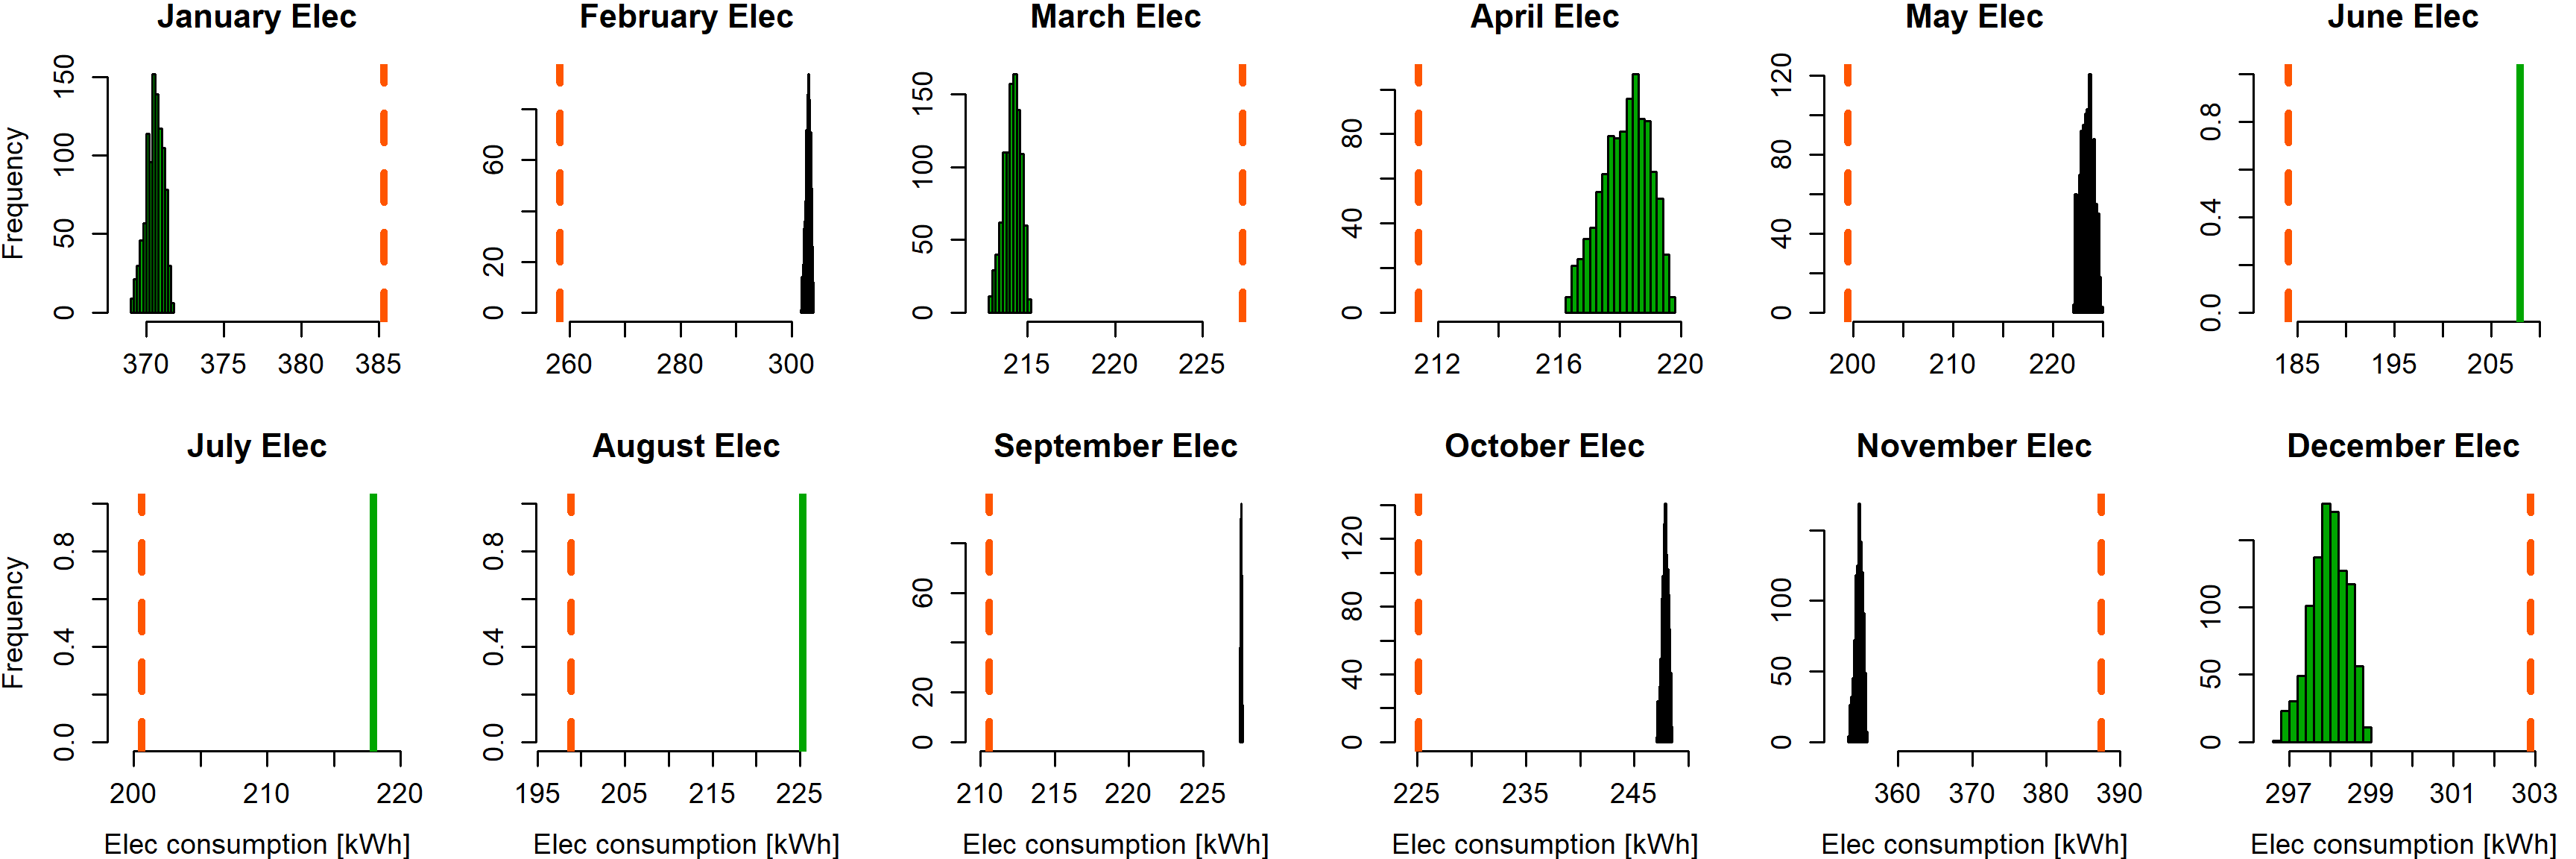 January Elec
February Elec
March Elec
April Elec
May Elec
June Elec
Frequency
0 50 100 150
370 375 380 385
0 20 60
260 280 300
0 50 100 150
215 220 225
0 40 80
212 216 220
0 40 80 120
200 210 220
0.0 0.4 0.8
185 195 205
July Elec
August Elec
September Elec
October Elec
November Elec
December Elec
Frequency
0.0 0.4 0.8
200 210 220
0.0 0.4 0.8
195 205 215 225
0 20 60
210 215 220 225
0 40 80 120
225 235 245
0 50 100
360 370 380 390
0 50 100
297 299 301 303
Elec consumption [kWh]
Elec consumption [kWh]
Elec consumption [kWh]
Elec consumption [kWh]
Elec consumption [kWh]
Elec consumption [kWh]